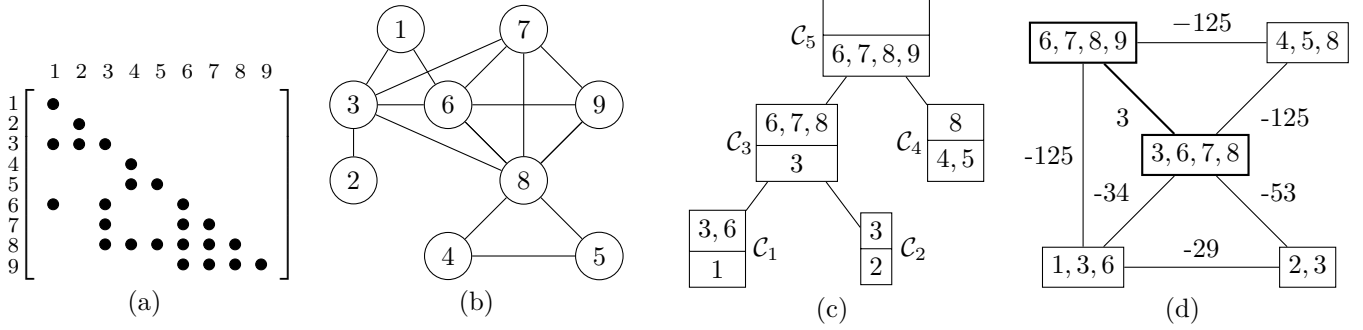 1 2 3 4 5 6 7 8 9
1
2
3
4
5
6
7
8
9
(a)
1
7
3
6
9
2
8
4
5
(b)
𝒞₅
6, 7, 8, 9
6, 7, 8
𝒞₃
3
8
𝒞₄
4, 5
3, 6
𝒞₁
1
3
𝒞₂
2
(c)
6, 7, 8, 9
−125
4, 5, 8
3
-125
-125
3, 6, 7, 8
-34
-53
1, 3, 6
-29
2, 3
(d)